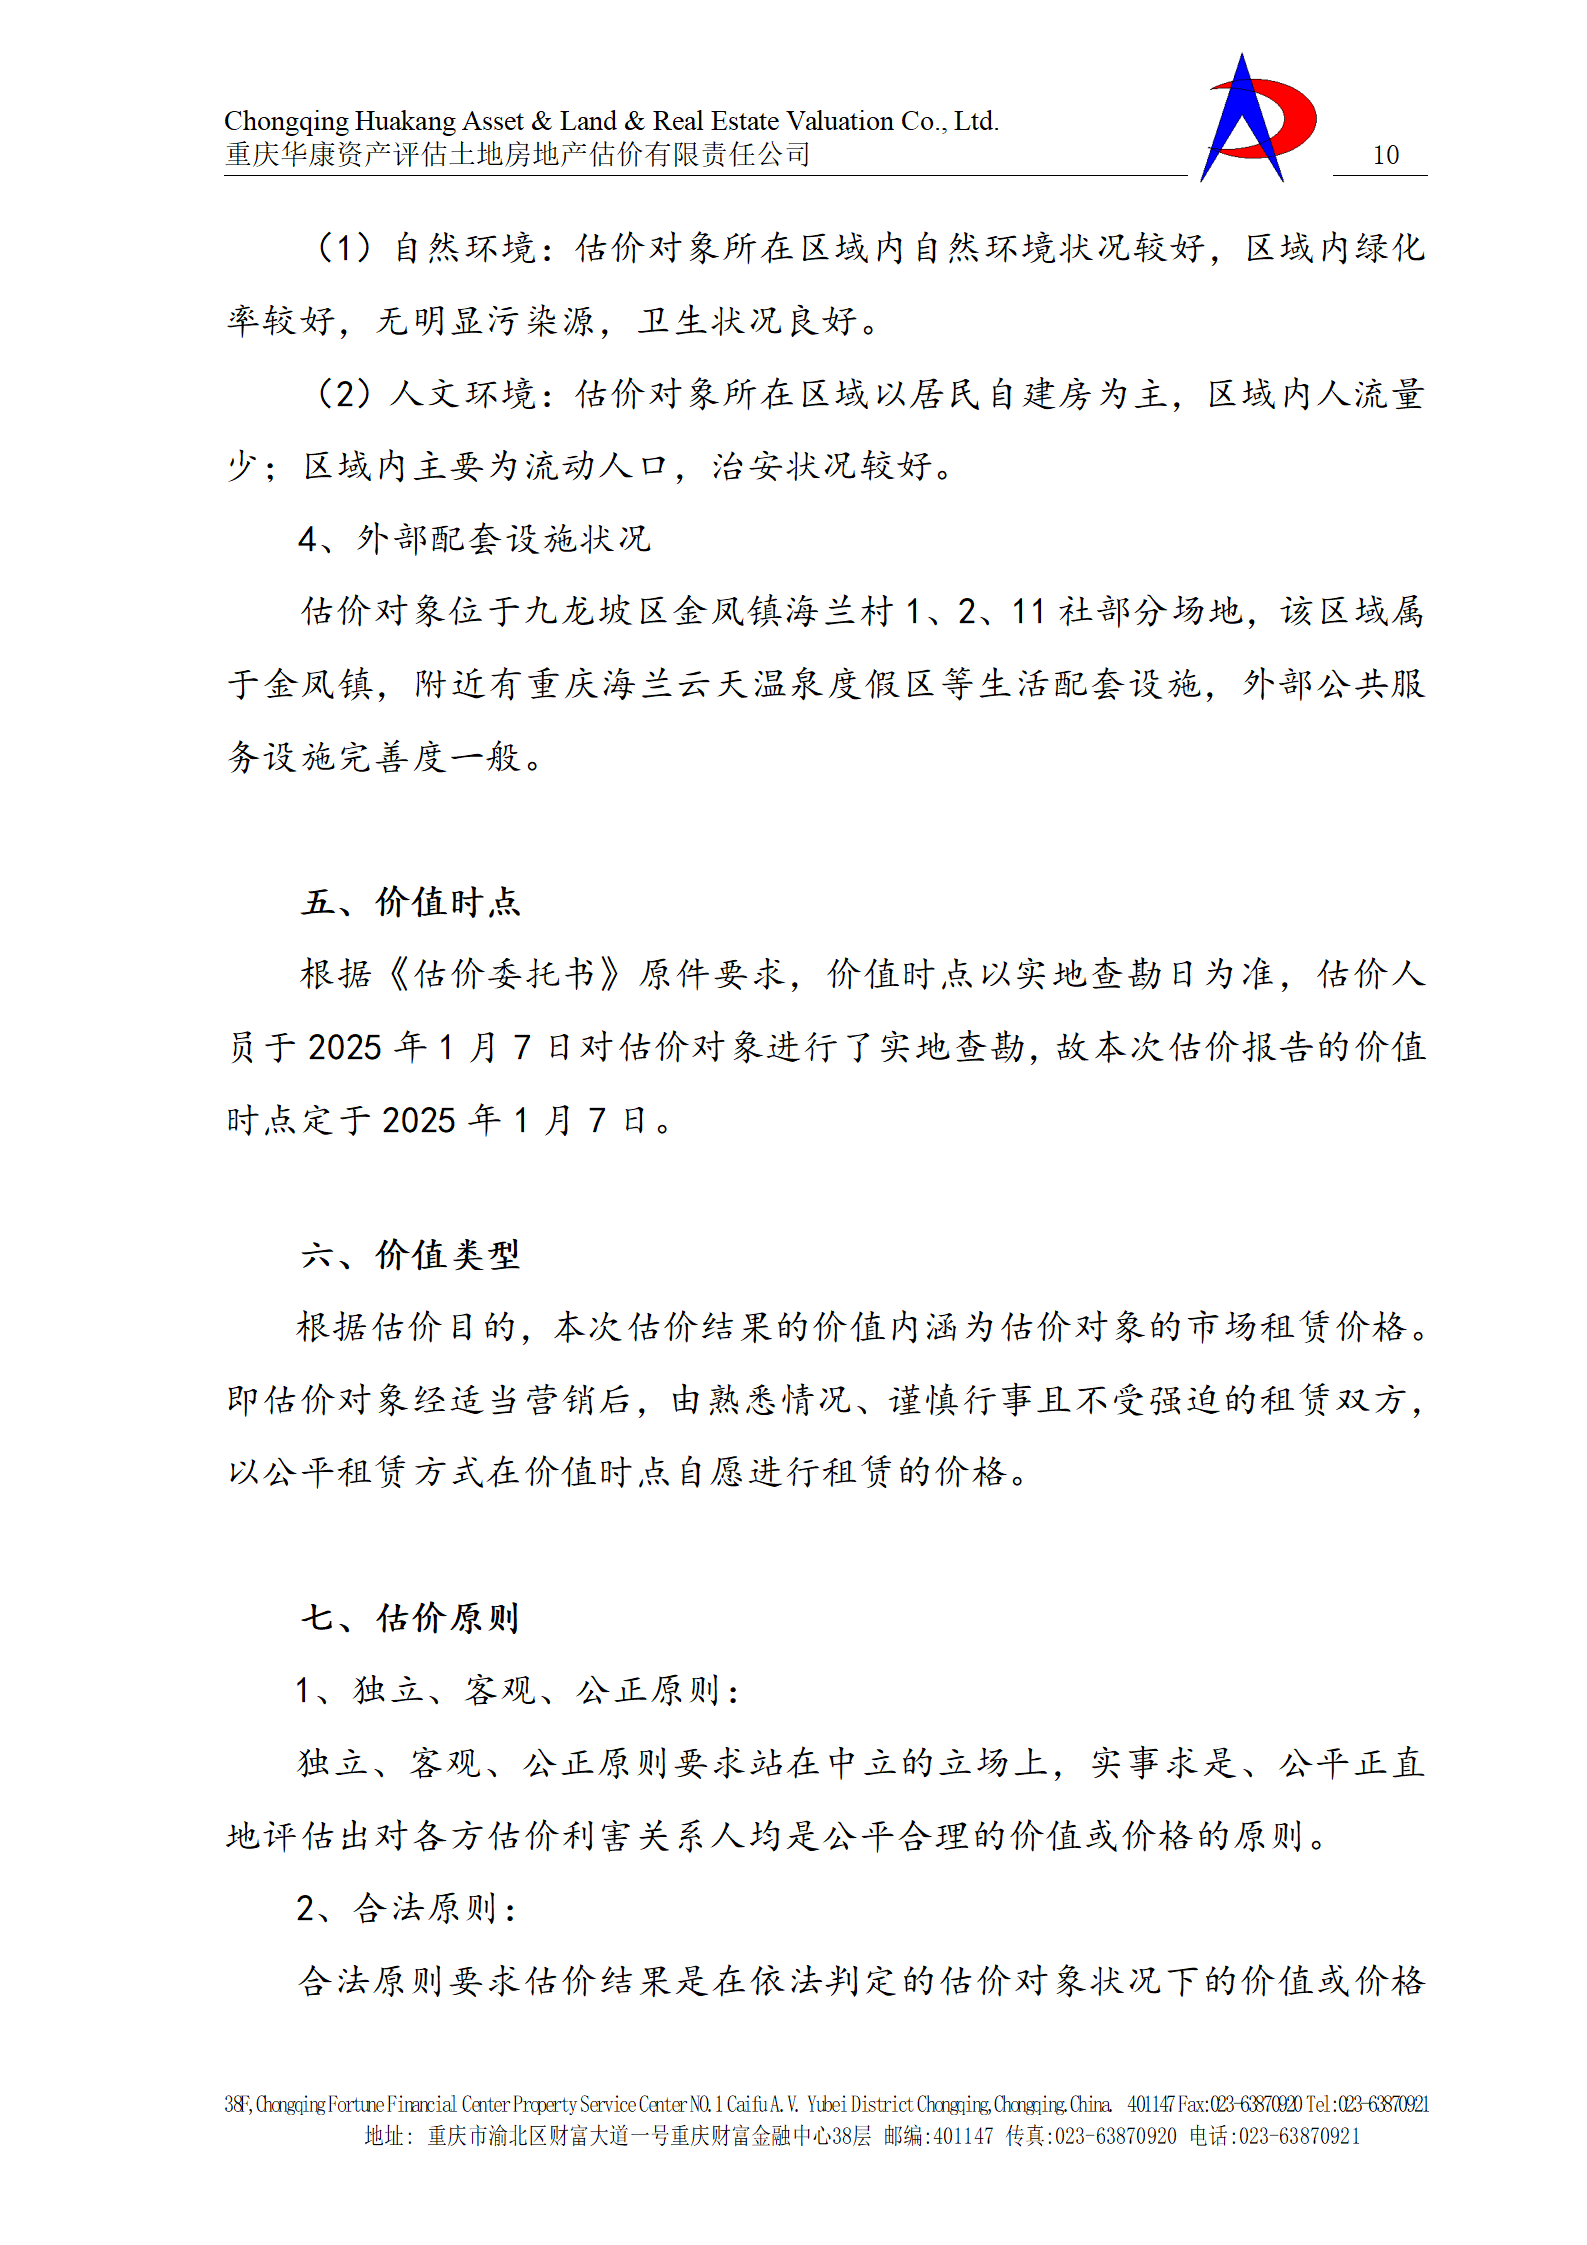 Chongqing Huakang Asset & Land & Real Estate Valuation Co., Ltd.
重庆华康资产评估土地房地产估价有限责任公司
10
（1）自然环境：估价对象所在区域内自然环境状况较好，区域内绿化
率较好，无明显污染源，卫生状况良好。
（2）人文环境：估价对象所在区域以居民自建房为主，区域内人流量
少；区域内主要为流动人口，治安状况较好。
4、外部配套设施状况
估价对象位于九龙坡区金凤镇海兰村 1、2、11 社部分场地，该区域属
于金凤镇，附近有重庆海兰云天温泉度假区等生活配套设施，外部公共服
务设施完善度一般。
五、价值时点
根据《估价委托书》原件要求，价值时点以实地查勘日为准，估价人
员于 2025 年 1 月 7 日对估价对象进行了实地查勘，故本次估价报告的价值
时点定于 2025 年 1 月 7 日。
六、价值类型
根据估价目的，本次估价结果的价值内涵为估价对象的市场租赁价格。
即估价对象经适当营销后，由熟悉情况、谨慎行事且不受强迫的租赁双方，
以公平租赁方式在价值时点自愿进行租赁的价格。
七、估价原则
1、独立、客观、公正原则：
独立、客观、公正原则要求站在中立的立场上，实事求是、公平正直
地评估出对各方估价利害关系人均是公平合理的价值或价格的原则。
2、合法原则：
合法原则要求估价结果是在依法判定的估价对象状况下的价值或价格
38F, Chongqing Fortune Financial Center Property Service Center NO.1 Caifu A.V. Yubei District Chongqing, Chongqing. China. 401147 Fax:023-63870920 Tel:023-63870921
地址：重庆市渝北区财富大道一号重庆财富金融中心38层 邮编:401147 传真:023-63870920 电话:023-63870921